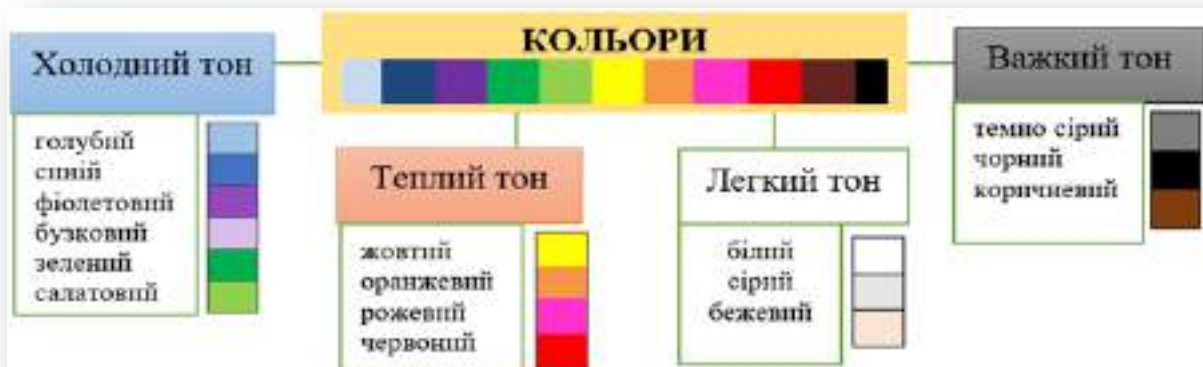 КОЛЬОРИ
Холодний тон
голубий
синій
фіолетовий
бузковий
зелений
салатовий
Теплий тон
жовтий
оранжевий
рожевий
червоний
Легкий тон
білий
сірий
бежевий
Важкий тон
темно сірий
чорний
коричневий